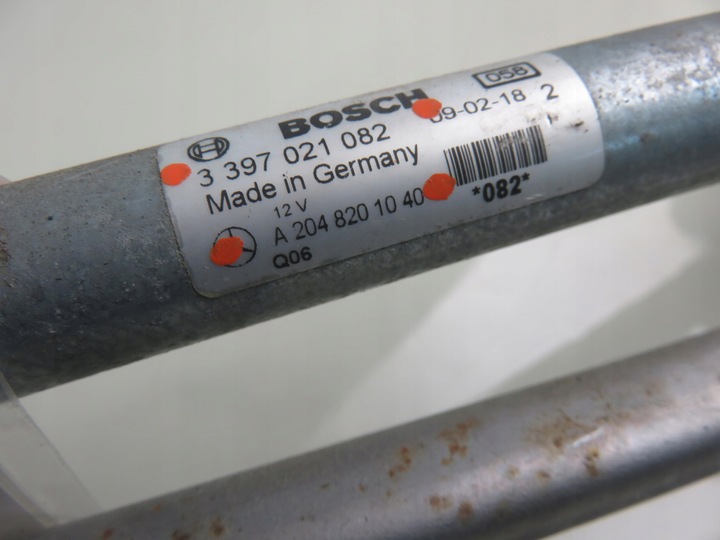 058
BOSCH 09-02-18 2
3 397 021 082
Made in Germany
12 V
*082*
A 204 820 10 40
Q06